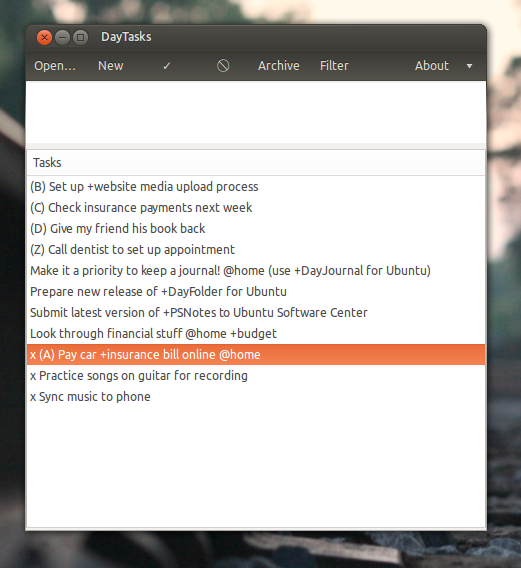 DayTasks
Open... New ✓ Archive Filter About
Tasks
(B) Set up +website media upload process
(C) Check insurance payments next week
(D) Give my friend his book back
(Z) Call dentist to set up appointment
Make it a priority to keep a journal! @home (use +DayJournal for Ubuntu)
Prepare new release of +DayFolder for Ubuntu
Submit latest version of +PSNotes to Ubuntu Software Center
Look through financial stuff @home +budget
x (A) Pay car +insurance bill online @home
x Practice songs on guitar for recording
x Sync music to phone